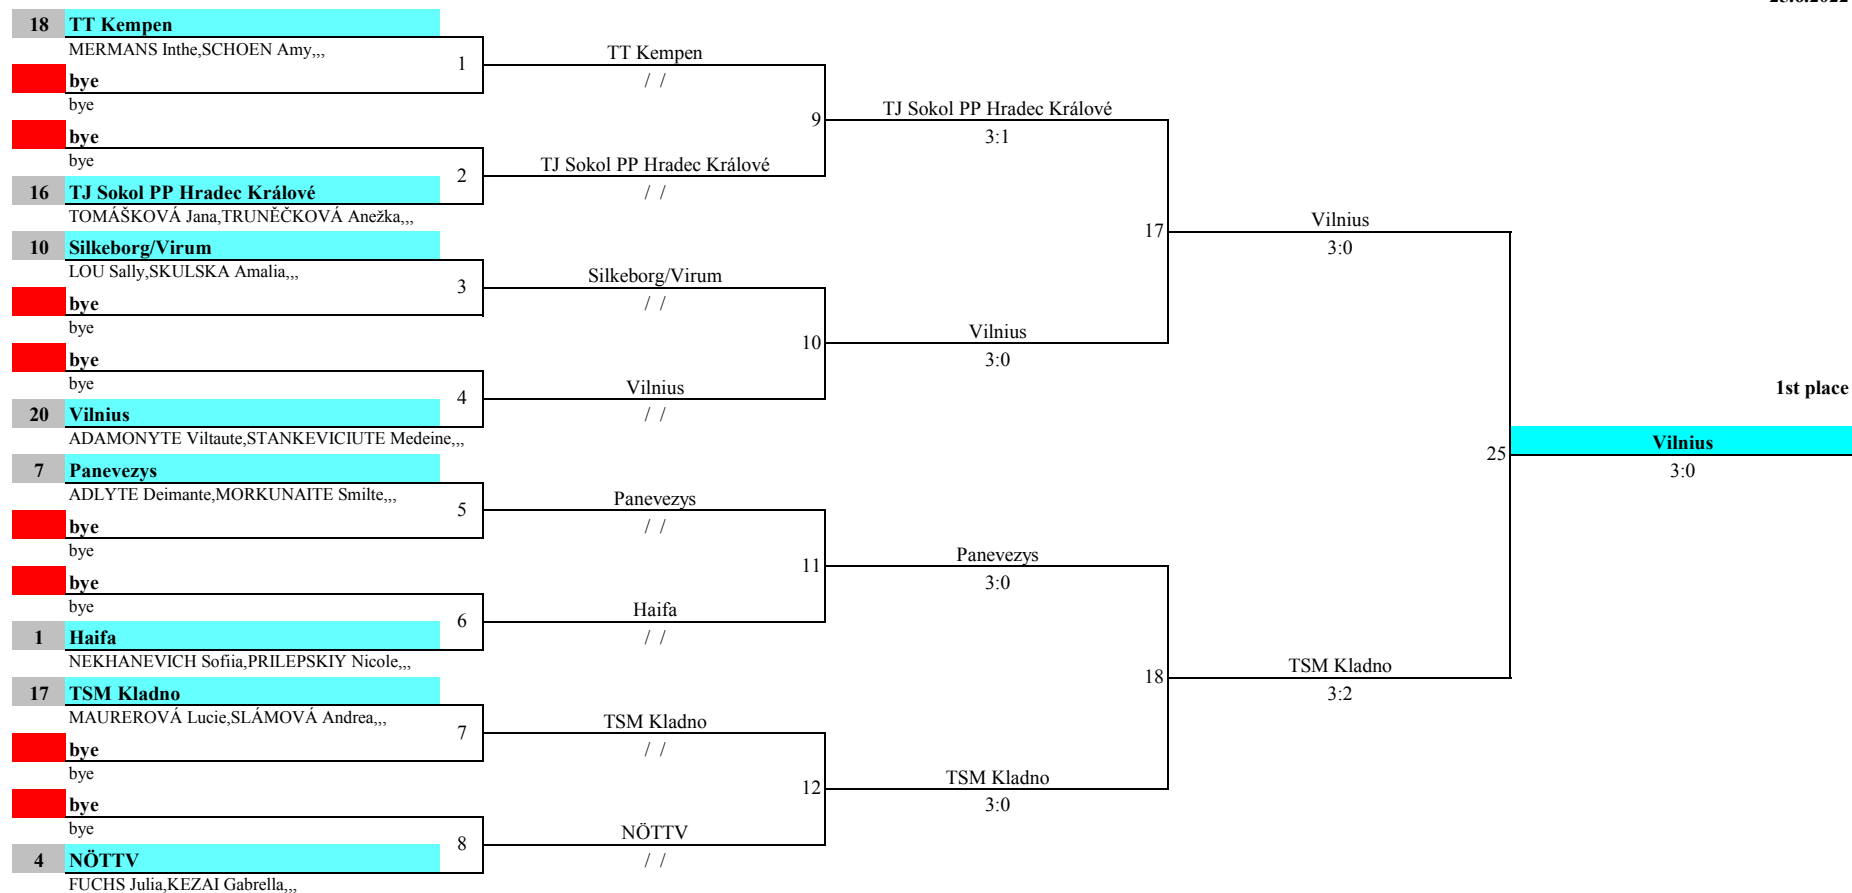 18 TT Kempen
MERMANS Inthe,SCHOEN Amy,,,
bye
bye
bye
bye
16 TJ Sokol PP Hradec Králové
TOMÁŠKOVÁ Jana,TRUNĚČKOVÁ Anežka,,,
10 Silkeborg/Virum
LOU Sally,SKULSKA Amalia,,,
bye
bye
bye
bye
20 Vilnius
ADAMONYTE Viltaute,STANKEVICIUTE Medeine,,,
7 Panevezys
ADLYTE Deimante,MORKUNAITE Smilte,,,
bye
bye
bye
bye
1 Haifa
NEKHANEVICH Sofiia,PRILEPSKIY Nicole,,,
17 TSM Kladno
MAUREROVÁ Lucie,SLÁMOVÁ Andrea,,,
bye
bye
bye
bye
4 NÖTTV
FUCHS Julia,KEZAI Gabrella,,,
1
2
3
4
5
6
7
8
TT Kempen
/ /
TJ Sokol PP Hradec Králové
/ /
Silkeborg/Virum
/ /
Vilnius
/ /
Panevezys
/ /
Haifa
/ /
TSM Kladno
/ /
NÖTTV
/ /
9
10
11
12
TJ Sokol PP Hradec Králové
3:1
Vilnius
3:0
Panevezys
3:0
TSM Kladno
3:0
17
18
Vilnius
3:0
TSM Kladno
3:2
25
1st place
Vilnius
3:0